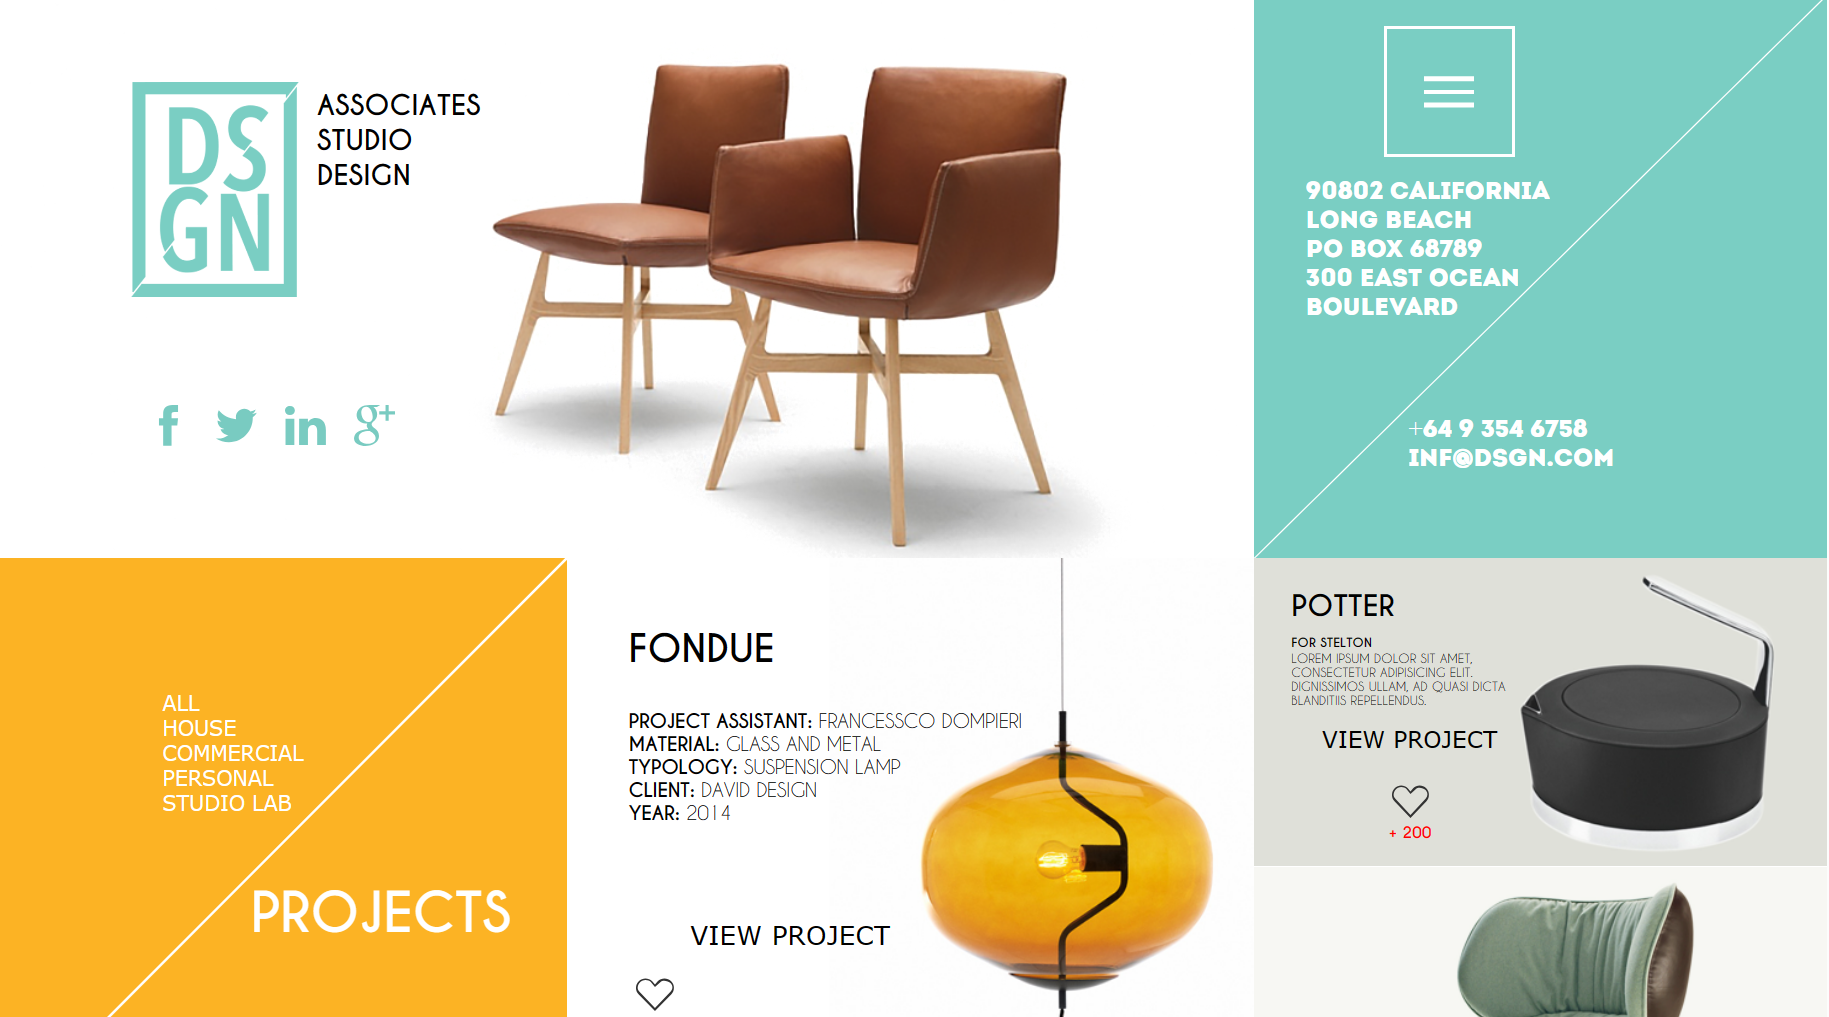 DS
GN
ASSOCIATES
STUDIO
DESIGN
90802 CALIFORNIA
LONG BEACH
PO BOX 68789
300 EAST OCEAN
BOULEVARD
+64 9 354 6758
INF@DSGN.COM
ALL
HOUSE
COMMERCIAL
PERSONAL
STUDIO LAB
PROJECTS
FONDUE
PROJECT ASSISTANT: FRANCESSCO DOMPIERI
MATERIAL: GLASS AND METAL
TYPOLOGY: SUSPENSION LAMP
CLIENT: DAVID DESIGN
YEAR: 2014
VIEW PROJECT
POTTER
FOR STELTON
LOREM IPSUM DOLOR SIT AMET,
CONSECTETUR ADIPISICING ELIT.
DIGNISSIMOS ULLAM, AD QUASI DICTA
BLANDITIIS REPELLENDUS.
VIEW PROJECT
+ 200